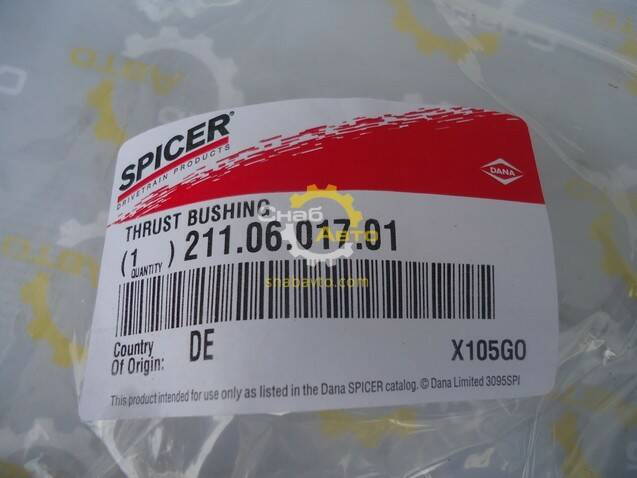 SPICER®
DRIVETRAIN PRODUCTS
DANA
THRUST BUSHING
(1) 211.06.017.01
QUANTITY
Снаб
Авто
snabavto.com
Country
Of Origin: DE X105GO
This product intended for use only as listed in the Dana SPICER catalog. © Dana Limited 3095SPI